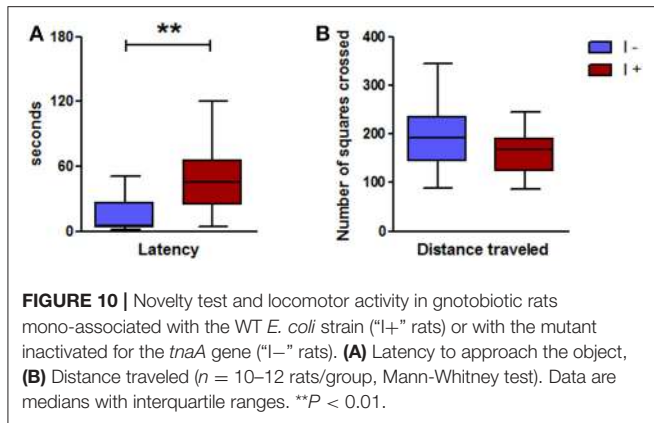 A
180
**
120
seconds
60
0
Latency
B
400
Number of squares crossed
300
200
100
0
Distance traveled
I -
I +
FIGURE 10 | Novelty test and locomotor activity in gnotobiotic rats
mono-associated with the WT E. coli strain (“I+” rats) or with the mutant
inactivated for the tnaA gene (“I−” rats). (A) Latency to approach the object,
(B) Distance traveled (n = 10–12 rats/group, Mann-Whitney test). Data are
medians with interquartile ranges. **P < 0.01.